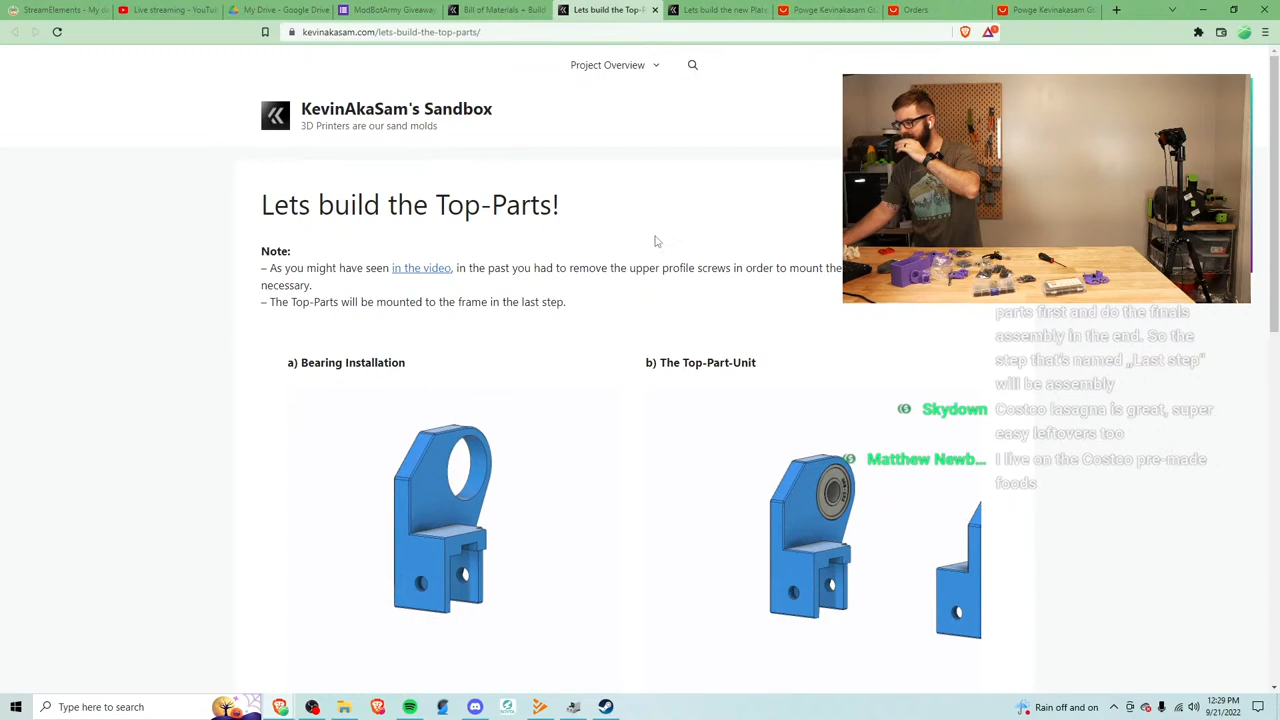 StreamElements - My da
Live streaming - YouTu
My Drive - Google Drive
ModBotArmy Giveaway
Bill of Materials + Buildi
Lets build the Top-P
Lets build the new Plate
Powge Kevinakasam Gt
Orders
Powge Kevinakasam Gt
kevinakasam.com/lets-build-the-top-parts/
Project Overview
KevinAkaSam's Sandbox
3D Printers are our sand molds
Lets build the Top-Parts!
Note:
– As you might have seen in the video, in the past you had to remove the upper profile screws in order to mount the
necessary.
– The Top-Parts will be mounted to the frame in the last step.
a) Bearing Installation
b) The Top-Part-Unit
parts first and do the finals
assembly in the end. So the
step that's named „Last step"
will be assembly
Skydown Costco lasagna is great, super
easy leftovers too
Matthew Newb... I live on the Costco pre-made
foods
Type here to search
Rain off and on
12:29 PM
9/21/2022